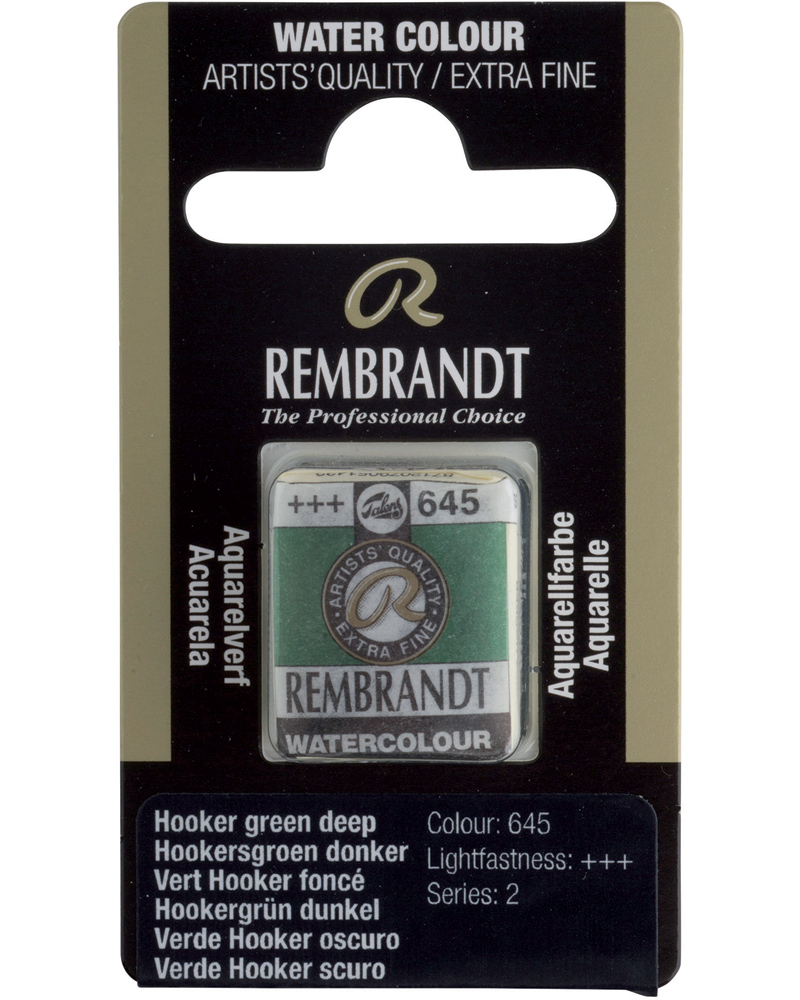 WATER COLOUR
ARTISTS' QUALITY / EXTRA FINE
R
REMBRANDT
The Professional Choice
+++ Talens 645
ARTISTS' QUALITY
R
EXTRA FINE
REMBRANDT
WATERCOLOUR
Aquarelverf
Acuarela
Aquarellfarbe
Aquarelle
Hooker green deep
Hookersgroen donker
Vert Hooker foncé
Hookergrün dunkel
Verde Hooker oscuro
Verde Hooker scuro
Colour: 645
Lightfastness: +++
Series: 2